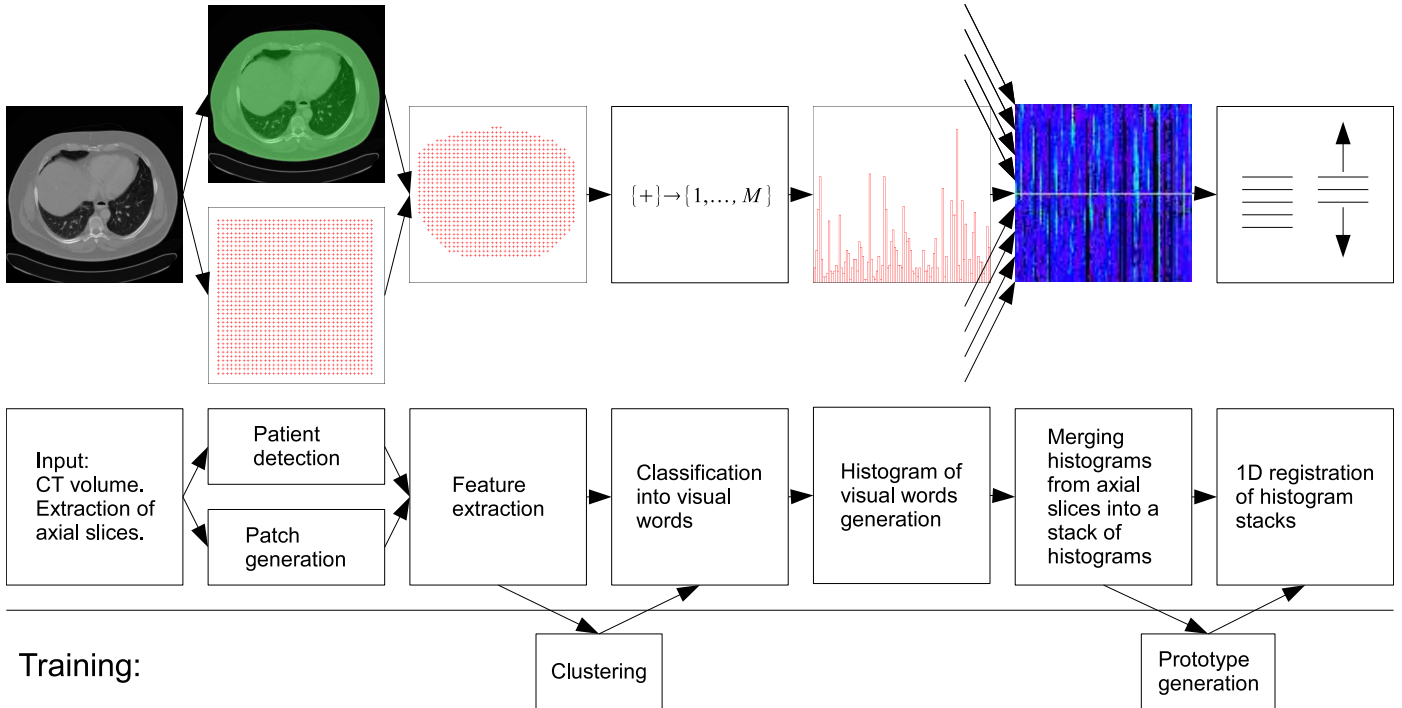 {+}→{1,..., M}
Input:
CT volume.
Extraction of
axial slices.
Patient
detection
Patch
generation
Feature
extraction
Classification
into visual
words
Histogram of
visual words
generation
Merging
histograms
from axial
slices into a
stack of
histograms
1D registration
of histogram
stacks
Training:
Clustering
Prototype
generation